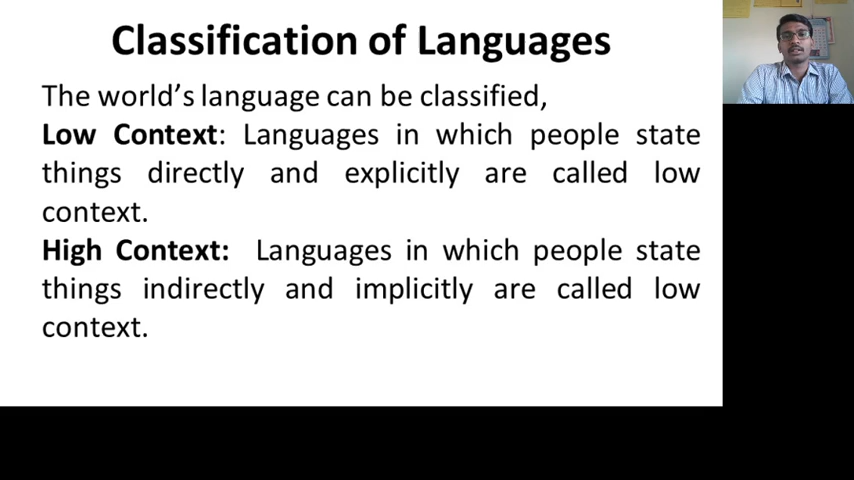 Classification of Languages
The world's language can be classified,
Low Context: Languages in which people state
things directly and explicitly are called low
context.
High Context: Languages in which people state
things indirectly and implicitly are called low
context.